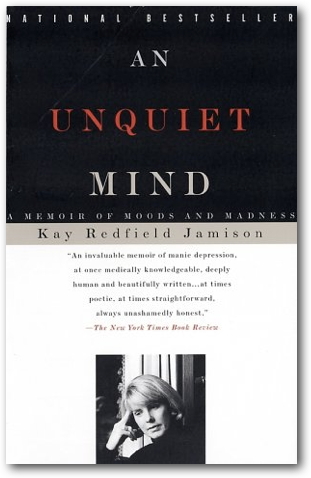 NATIONAL BESTSELLER
AN
UNQUIET
MIND
A MEMOIR OF MOODS AND MADNESS
Kay Redfield Jamison
"An invaluable memoir of manic depression,
at once medically knowledgeable, deeply
human and beautifully written...at times
poetic, at times straightforward,
always unashamedly honest,"
—The New York Times Book Review